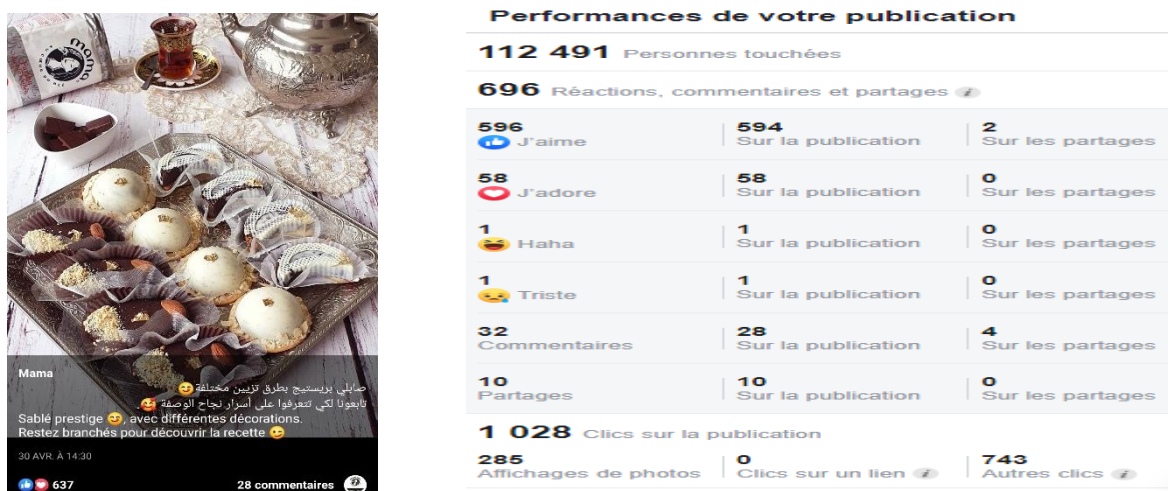 mama
Mama
صابلي بريستيج بطرق تزيين مختلفة😋
تابعونا لكي تتعرفوا على أسرار نجاح الوصفة 🥰.
Sablé prestige 😋, avec différentes décorations.
Restez branchés pour découvrir la recette 😉
30 AVR. À 14:30
637
28 commentaires
Performances de votre publication
112 491 Personnes touchées
696 Réactions, commentaires et partages
596 594 2
J'aime Sur la publication Sur les partages
58 58 0
J'adore Sur la publication Sur les partages
1 1 0
Haha Sur la publication Sur les partages
1 1 0
Triste Sur la publication Sur les partages
32 28 4
Commentaires Sur la publication Sur les partages
10 10 0
Partages Sur la publication Sur les partages
1 028 Clics sur la publication
285 0 743
Affichages de photos Clics sur un lien Autres clics